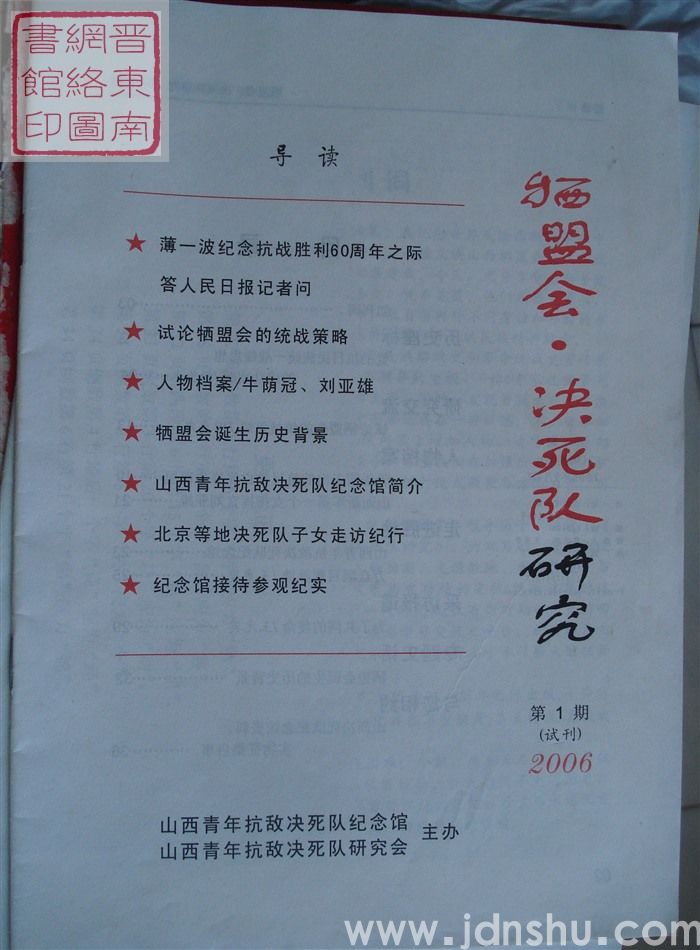 晋东南
網絡圖
書館印
导 读
★ 薄一波纪念抗战胜利60周年之际
答人民日报记者问
★ 试论牺盟会的统战策略
★ 人物档案/牛荫冠、刘亚雄
★ 牺盟会诞生历史背景
★ 山西青年抗敌决死队纪念馆简介
★ 北京等地决死队子女走访纪行
★ 纪念馆接待参观纪实
牺盟会·决死队研究
第1期
(试刊)
2006
山西青年抗敌决死队纪念馆
山西青年抗敌决死队研究会
主办
www.jdnshu.com